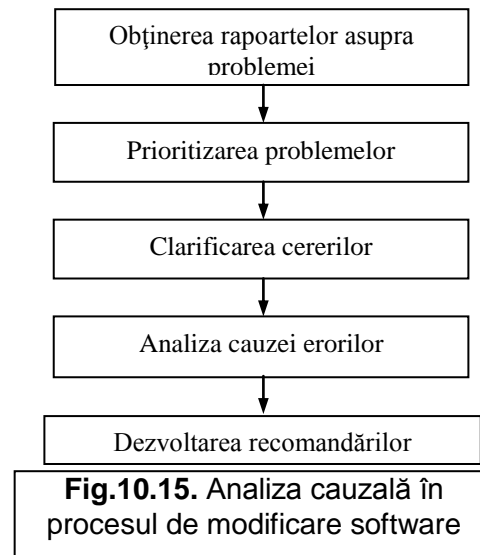 Obţinerea rapoartelor asupra
problemei
Prioritizarea problemelor
Clarificarea cererilor
Analiza cauzei erorilor
Dezvoltarea recomandărilor
Fig.10.15. Analiza cauzală în
procesul de modificare software